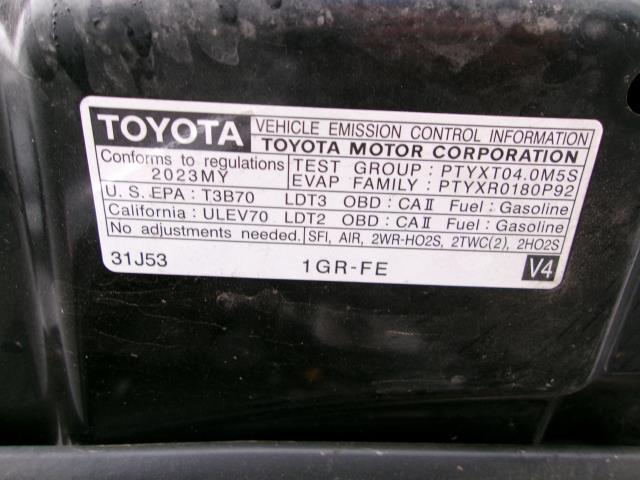 TOYOTA
VEHICLE EMISSION CONTROL INFORMATION
TOYOTA MOTOR CORPORATION
Conforms to regulations
2023MY
TEST GROUP : PTYXT04.0M5S
EVAP FAMILY : PTYXR0180P92
U.S.EPA : T3B70 LDT3 OBD : CAⅡ Fuel : Gasoline
California : ULEV70 LDT2 OBD : CAⅡ Fuel : Gasoline
No adjustments needed. SFI, AIR, 2WR-HO2S, 2TWC(2), 2HO2S
31J53 1GR-FE V4